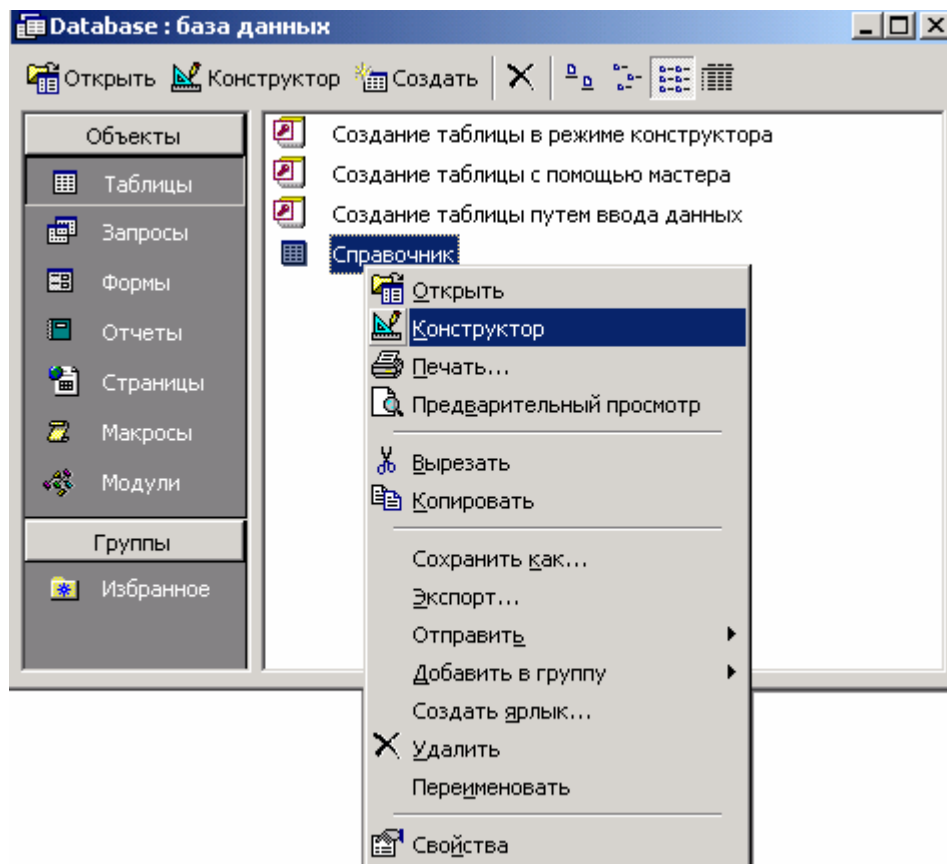 Database : база данных
Открыть Конструктор Создать
Объекты
Таблицы
Запросы
Формы
Отчеты
Страницы
Макросы
Модули
Группы
Избранное
Создание таблицы в режиме конструктора
Создание таблицы с помощью мастера
Создание таблицы путем ввода данных
Справочник
Открыть
Конструктор
Печать...
Предварительный просмотр
Вырезать
Копировать
Сохранить как...
Экспорт...
Отправить
Добавить в группу
Создать ярлык...
Удалить
Переименовать
Свойства